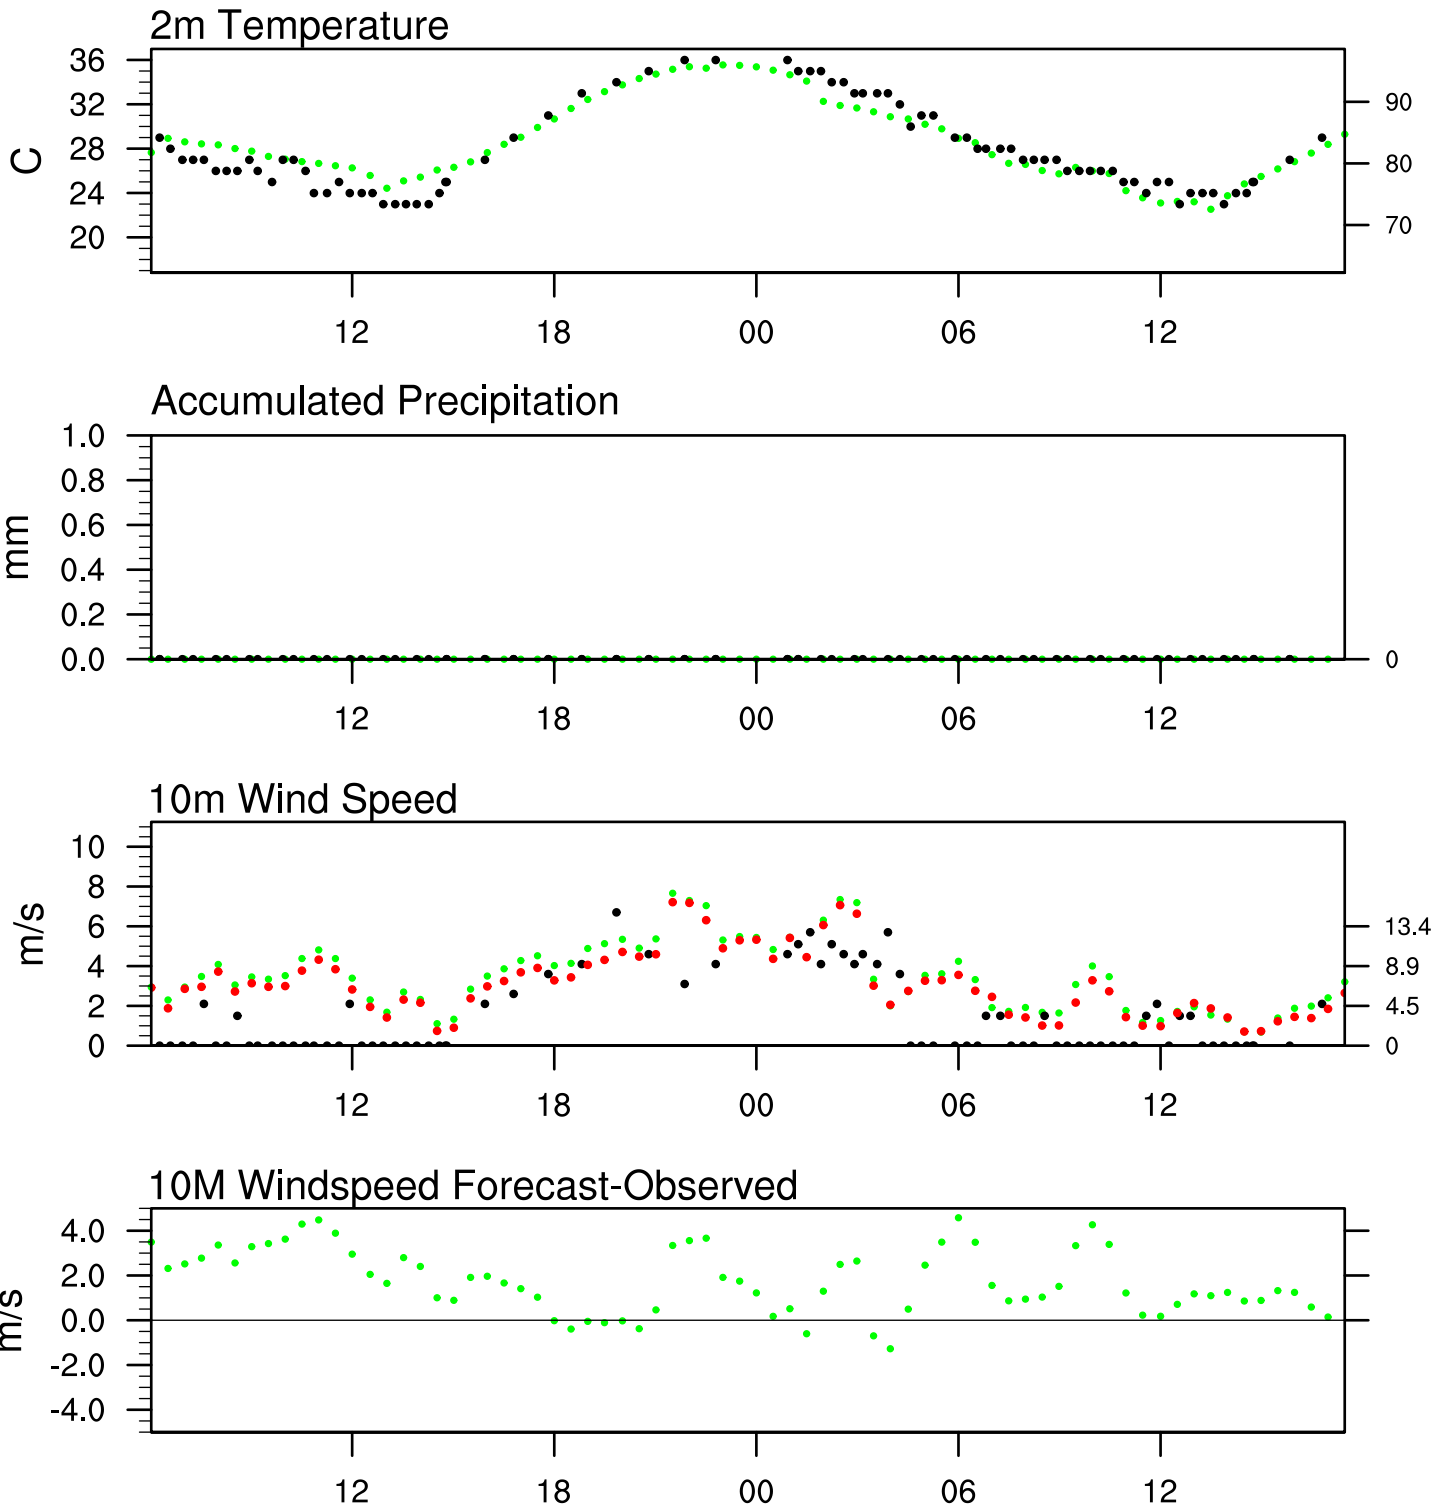 2m Temperature
36
32
28
24
20
C
90
80
70
12 18 00 06 12
Accumulated Precipitation
1.0
0.8
0.6
0.4
0.2
0.0
mm
0
12 18 00 06 12
10m Wind Speed
10
8
6
4
2
0
m/s
13.4
8.9
4.5
0
12 18 00 06 12
10M Windspeed Forecast-Observed
4.0
2.0
0.0
-2.0
-4.0
m/s
12 18 00 06 12